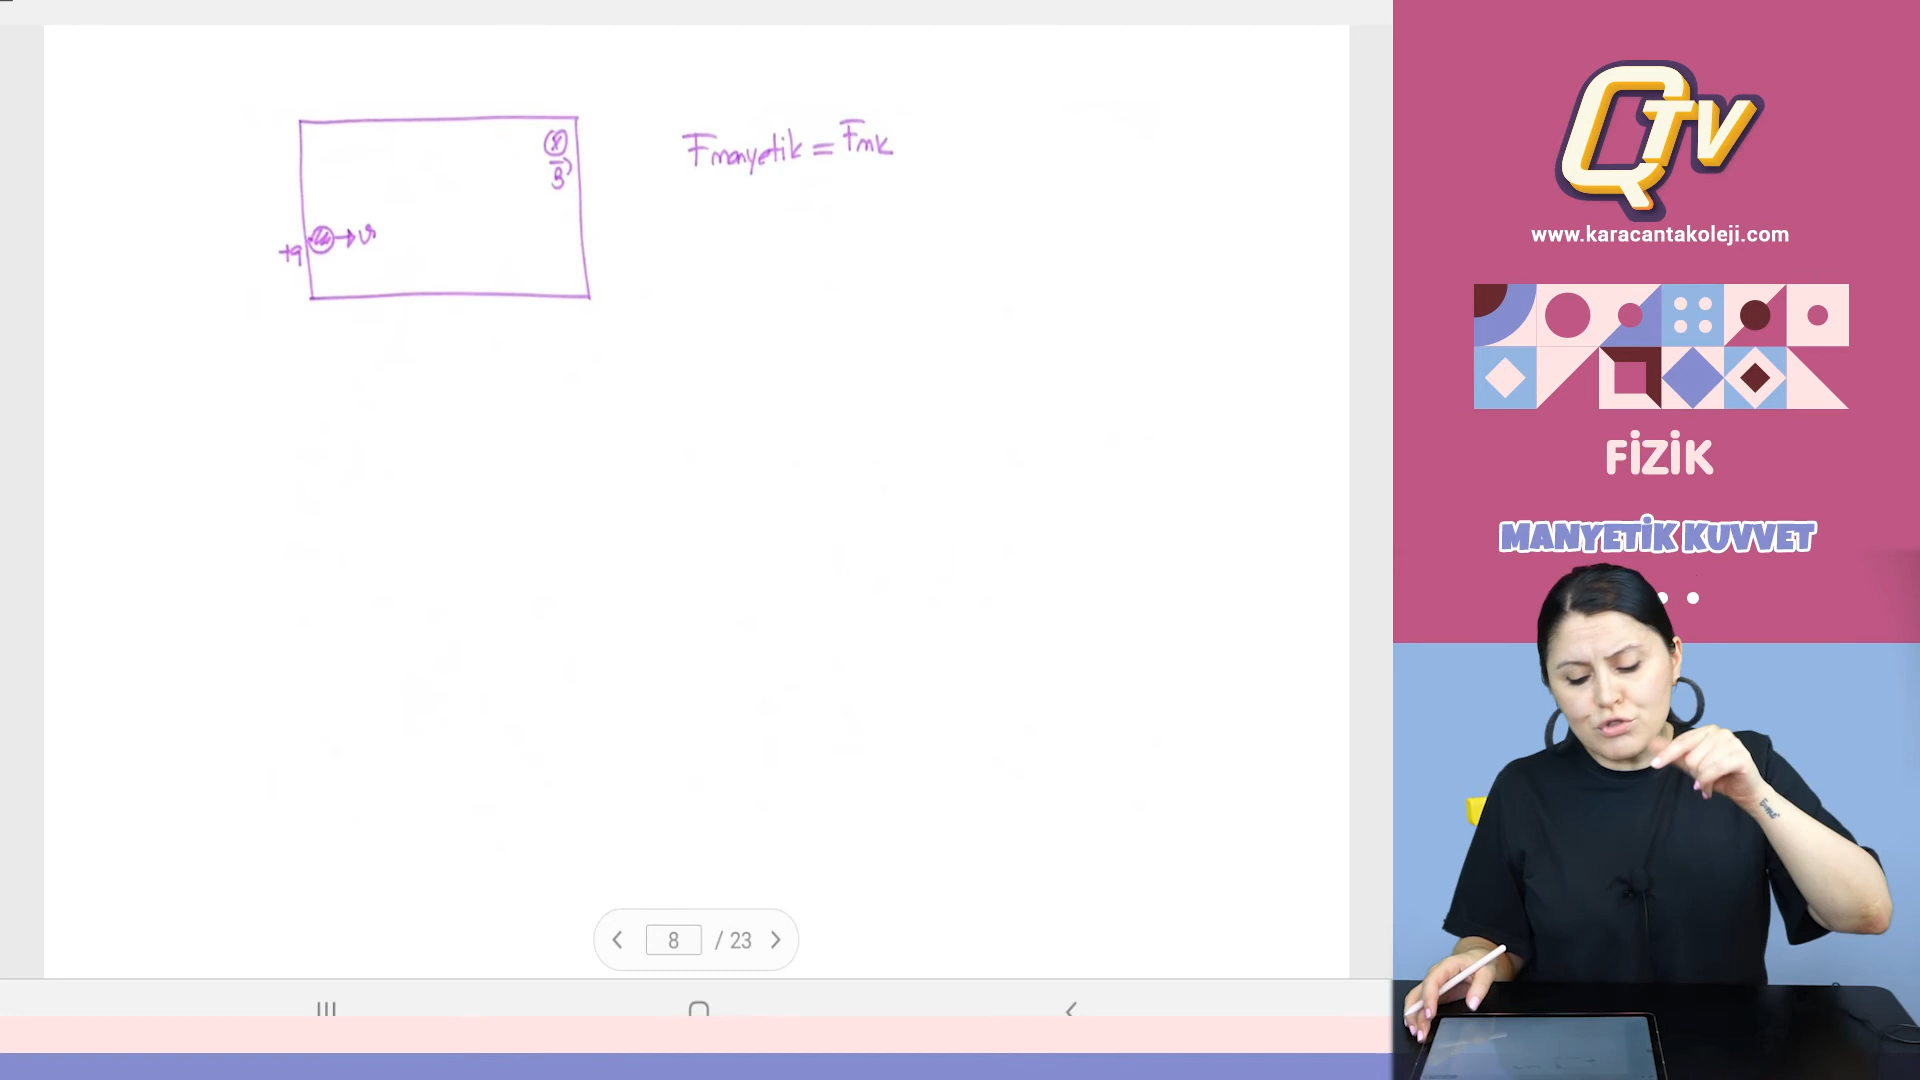 Fmanyetik = Fmk
B
+q
v
8 / 23
QTV
www.karacantakoleji.com
FİZİK
MANYETİK KUVVET